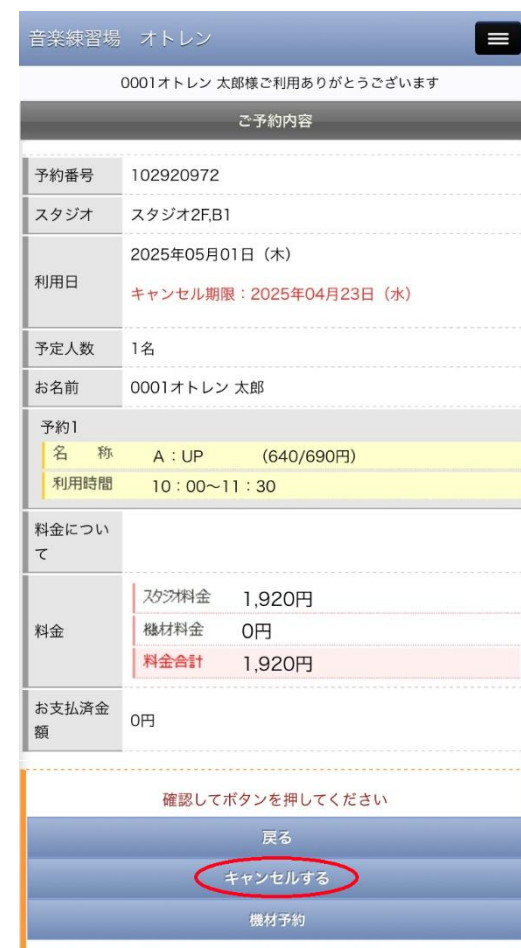 音楽練習場 オトレン
0001オトレン 太郎様ご利用ありがとうございます
ご予約内容
予約番号 102920972
スタジオ スタジオ2F,B1
利用日 2025年05月01日（木）
キャンセル期限：2025年04月23日（水）
予定人数 1名
お名前 0001オトレン 太郎
予約1
名 称 A：UP （640/690円）
利用時間 10：00～11：30
料金につい
て
料金
スタジオ料金 1,920円
機材料金 0円
料金合計 1,920円
お支払済金
額
0円
確認してボタンを押してください
戻る
キャンセルする
機材予約